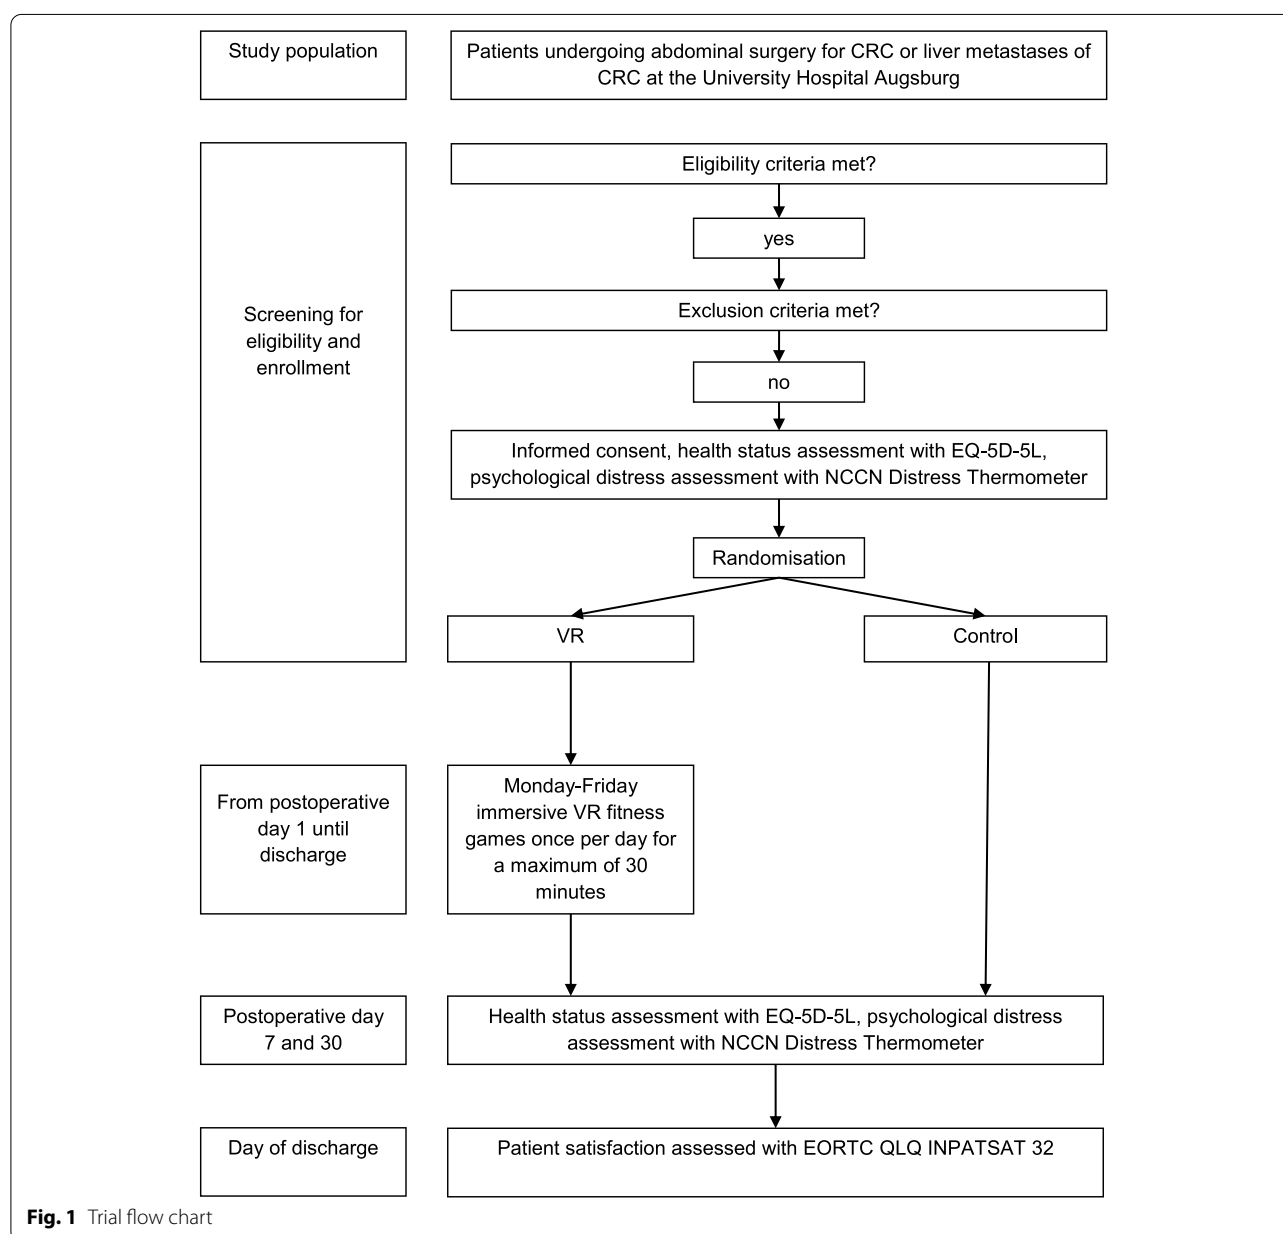 Study population
Patients undergoing abdominal surgery for CRC or liver metastases of
CRC at the University Hospital Augsburg
Screening for
eligibility and
enrollment
Eligibility criteria met?
yes
Exclusion criteria met?
no
Informed consent, health status assessment with EQ-5D-5L,
psychological distress assessment with NCCN Distress Thermometer
Randomisation
VR
Control
From postoperative
day 1 until
discharge
Monday-Friday
immersive VR fitness
games once per day for
a maximum of 30
minutes
Postoperative day
7 and 30
Health status assessment with EQ-5D-5L, psychological distress
assessment with NCCN Distress Thermometer
Day of discharge
Patient satisfaction assessed with EORTC QLQ INPATSAT 32
Fig. 1 Trial flow chart